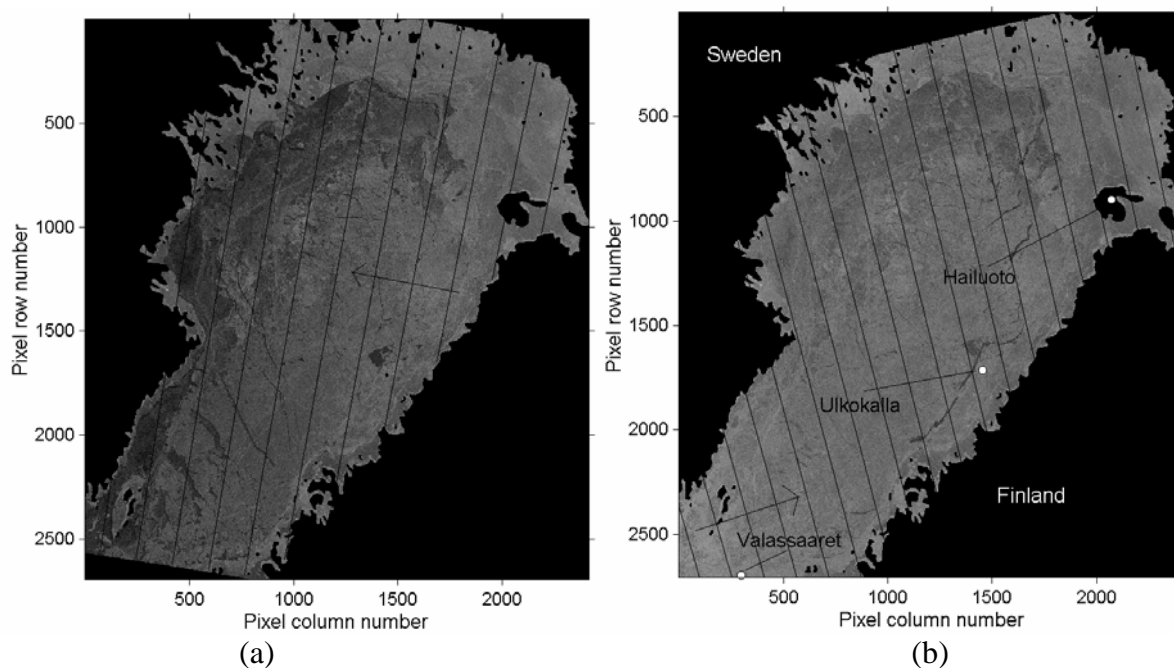 500
1000
1500
2000
2500
Pixel row number
500
1000
1500
2000
Pixel column number
(a)
Sweden
500
1000
1500
2000
2500
Pixel row number
Hailuoto
Ulkokalla
Finland
Valassaaret
500
1000
1500
2000
Pixel column number
(b)